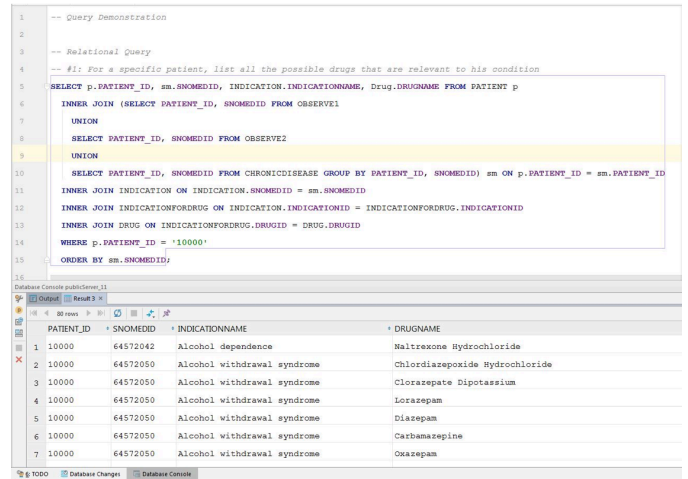 1 -- Query Demonstration
2
3 -- Relational Query
4 -- #1: For a specific patient, list all the possible drugs that are relevant to his condition
5 SELECT p.PATIENT_ID, sm.SNOMEDID, INDICATION.INDICATIONNAME, Drug.DRUGNAME FROM PATIENT p
6 INNER JOIN (SELECT PATIENT_ID, SNOMEDID FROM OBSERVE1
7 UNION
8 SELECT PATIENT_ID, SNOMEDID FROM OBSERVE2
9 UNION
10 SELECT PATIENT_ID, SNOMEDID FROM CHRONICDISEASE GROUP BY PATIENT_ID, SNOMEDID) sm ON p.PATIENT_ID = sm.PATIENT_ID
11 INNER JOIN INDICATION ON INDICATION.SNOMEDID = sm.SNOMEDID
12 INNER JOIN INDICATIONFORDRUG ON INDICATION.INDICATIONID = INDICATIONFORDRUG.INDICATIONID
13 INNER JOIN DRUG ON INDICATIONFORDRUG.DRUGID = DRUG.DRUGID
14 WHERE p.PATIENT_ID = '10000'
15 ORDER BY sm.SNOMEDID;
16
Database Console publicServer_11
Output Result 3 ×
80 rows
PATIENT_ID SNOMEDID INDICATIONNAME DRUGNAME
1 10000 64572042 Alcohol dependence Naltrexone Hydrochloride
2 10000 64572050 Alcohol withdrawal syndrome Chlordiazepoxide Hydrochloride
3 10000 64572050 Alcohol withdrawal syndrome Clorazepate Dipotassium
4 10000 64572050 Alcohol withdrawal syndrome Lorazepam
5 10000 64572050 Alcohol withdrawal syndrome Diazepam
6 10000 64572050 Alcohol withdrawal syndrome Carbamazepine
7 10000 64572050 Alcohol withdrawal syndrome Oxazepam
6: TODO Database Changes Database Console